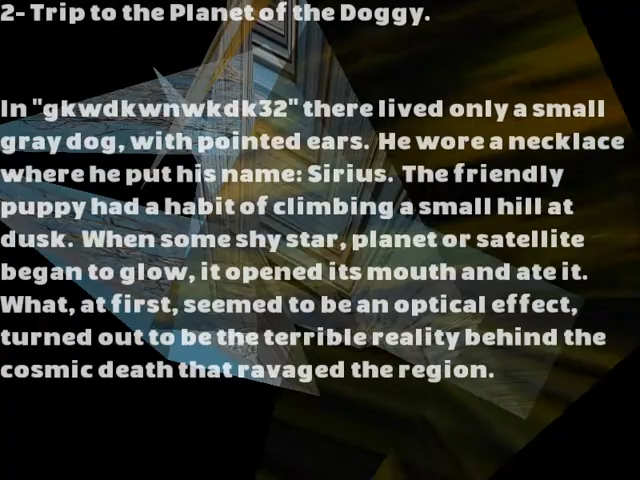 2- Trip to the Planet of the Doggy.
In "gkwdkwnwkdk32" there lived only a small
gray dog, with pointed ears. He wore a necklace
where he put his name: Sirius. The friendly
puppy had a habit of climbing a small hill at
dusk. When some shy star, planet or satellite
began to glow, it opened its mouth and ate it.
What, at first, seemed to be an optical effect,
turned out to be the terrible reality behind the
cosmic death that ravaged the region.